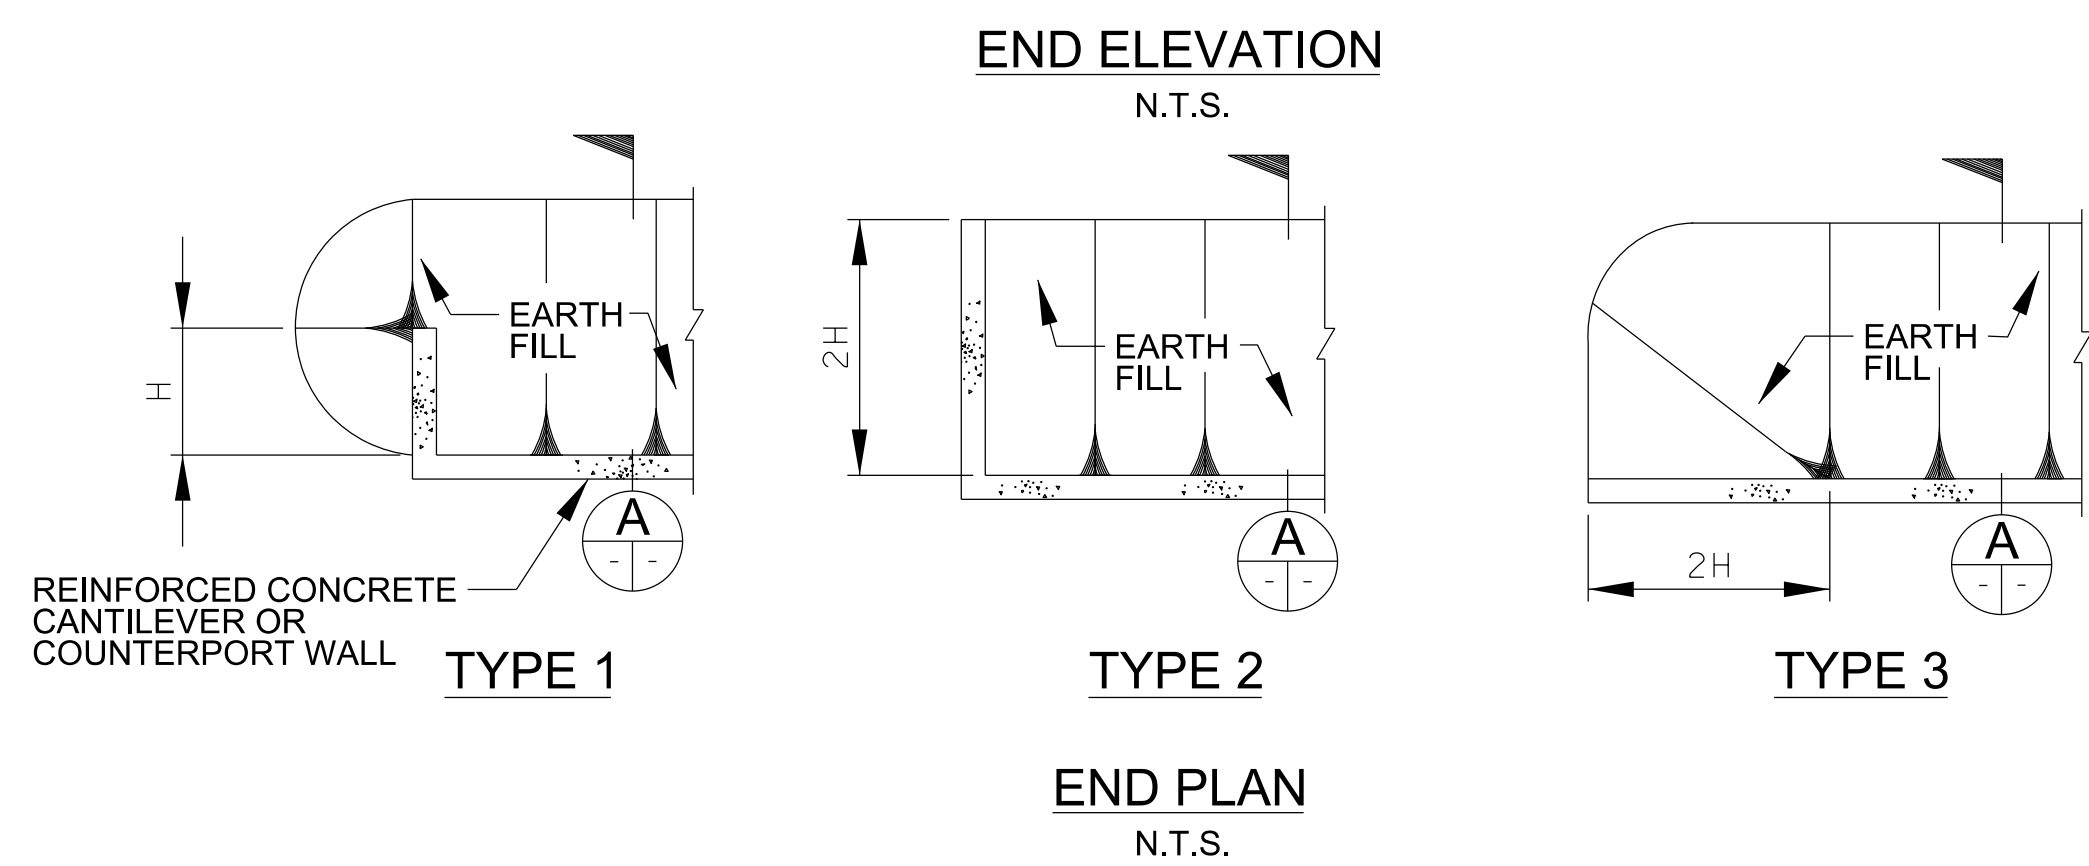 END ELEVATION
N.T.S.
EARTH
FILL
H
A
- -
REINFORCED CONCRETE
CANTILEVER OR
COUNTERPORT WALL
TYPE 1
2H
EARTH
FILL
A
- -
TYPE 2
EARTH
FILL
2H
A
- -
TYPE 3
END PLAN
N.T.S.